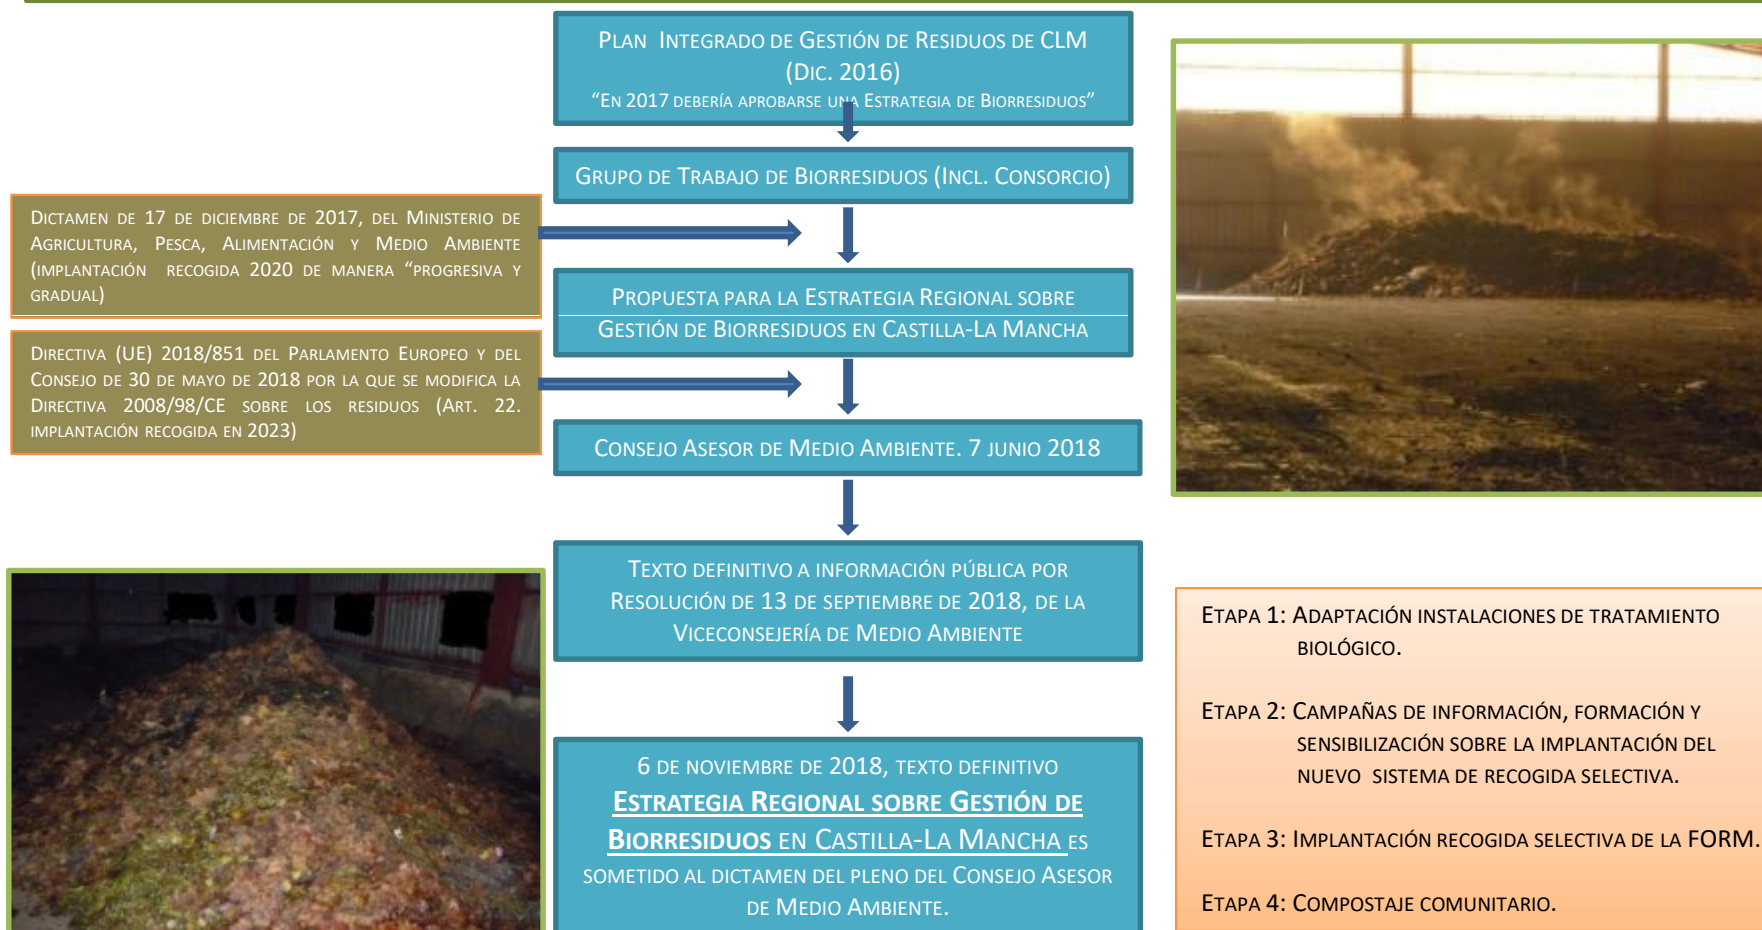 PLAN INTEGRADO DE GESTIÓN DE RESIDUOS DE CLM
(DIC. 2016)
"EN 2017 DEBERÍA APROBARSE UNA ESTRATEGIA DE BIORRESIDUOS"
GRUPO DE TRABAJO DE BIORRESIDUOS (INCL. CONSORCIO)
DICTAMEN DE 17 DE DICIEMBRE DE 2017, DEL MINISTERIO DE
AGRICULTURA, PESCA, ALIMENTACIÓN Y MEDIO AMBIENTE
(IMPLANTACIÓN RECOGIDA 2020 DE MANERA "PROGRESIVA Y
GRADUAL)
PROPUESTA PARA LA ESTRATEGIA REGIONAL SOBRE
GESTIÓN DE BIORRESIDUOS EN CASTILLA-LA MANCHA
DIRECTIVA (UE) 2018/851 DEL PARLAMENTO EUROPEO Y DEL
CONSEJO DE 30 DE MAYO DE 2018 POR LA QUE SE MODIFICA LA
DIRECTIVA 2008/98/CE SOBRE LOS RESIDUOS (ART. 22.
IMPLANTACIÓN RECOGIDA EN 2023)
CONSEJO ASESOR DE MEDIO AMBIENTE. 7 JUNIO 2018
TEXTO DEFINITIVO A INFORMACIÓN PÚBLICA POR
RESOLUCIÓN DE 13 DE SEPTIEMBRE DE 2018, DE LA
VICECONSEJERÍA DE MEDIO AMBIENTE
6 DE NOVIEMBRE DE 2018, TEXTO DEFINITIVO
ESTRATEGIA REGIONAL SOBRE GESTIÓN DE
BIORRESIDUOS EN CASTILLA-LA MANCHA ES
SOMETIDO AL DICTAMEN DEL PLENO DEL CONSEJO ASESOR
DE MEDIO AMBIENTE.
ETAPA 1: ADAPTACIÓN INSTALACIONES DE TRATAMIENTO
BIOLÓGICO.
ETAPA 2: CAMPAÑAS DE INFORMACIÓN, FORMACIÓN Y
SENSIBILIZACIÓN SOBRE LA IMPLANTACIÓN DEL
NUEVO SISTEMA DE RECOGIDA SELECTIVA.
ETAPA 3: IMPLANTACIÓN RECOGIDA SELECTIVA DE LA FORM.
ETAPA 4: COMPOSTAJE COMUNITARIO.